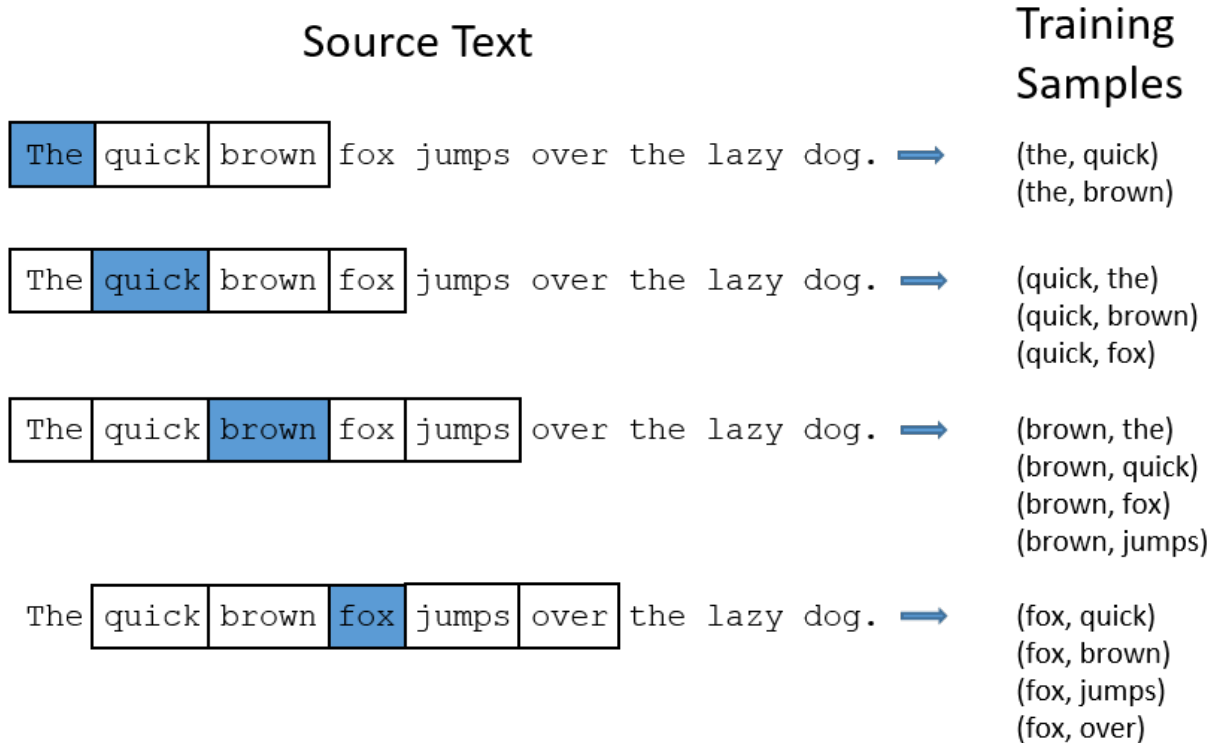 Source Text
Training
Samples
The quick brown fox jumps over the lazy dog.
(the, quick)
(the, brown)
The quick brown fox jumps over the lazy dog.
(quick, the)
(quick, brown)
(quick, fox)
The quick brown fox jumps over the lazy dog.
(brown, the)
(brown, quick)
(brown, fox)
(brown, jumps)
The quick brown fox jumps over the lazy dog.
(fox, quick)
(fox, brown)
(fox, jumps)
(fox, over)